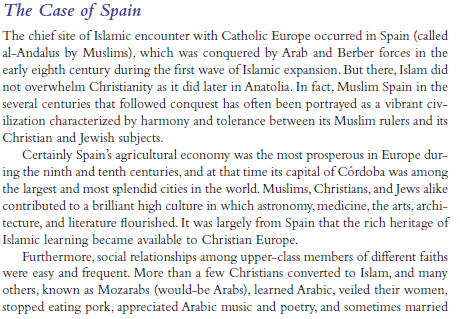 The Case of Spain
The chief site of Islamic encounter with Catholic Europe occurred in Spain (called
al-Andalus by Muslims), which was conquered by Arab and Berber forces in the
early eighth century during the first wave of Islamic expansion. But there, Islam did
not overwhelm Christianity as it did later in Anatolia. In fact, Muslim Spain in the
several centuries that followed conquest has often been portrayed as a vibrant civ-
ilization characterized by harmony and tolerance between its Muslim rulers and its
Christian and Jewish subjects.
Certainly Spain's agricultural economy was the most prosperous in Europe dur-
ing the ninth and tenth centuries, and at that time its capital of Córdoba was among
the largest and most splendid cities in the world. Muslims, Christians, and Jews alike
contributed to a brilliant high culture in which astronomy, medicine, the arts, archi-
tecture, and literature flourished. It was largely from Spain that the rich heritage of
Islamic learning became available to Christian Europe.
Furthermore, social relationships among upper-class members of different faiths
were easy and frequent. More than a few Christians converted to Islam, and many
others, known as Mozarabs (would-be Arabs), learned Arabic, veiled their women,
stopped eating pork, appreciated Arabic music and poetry, and sometimes married